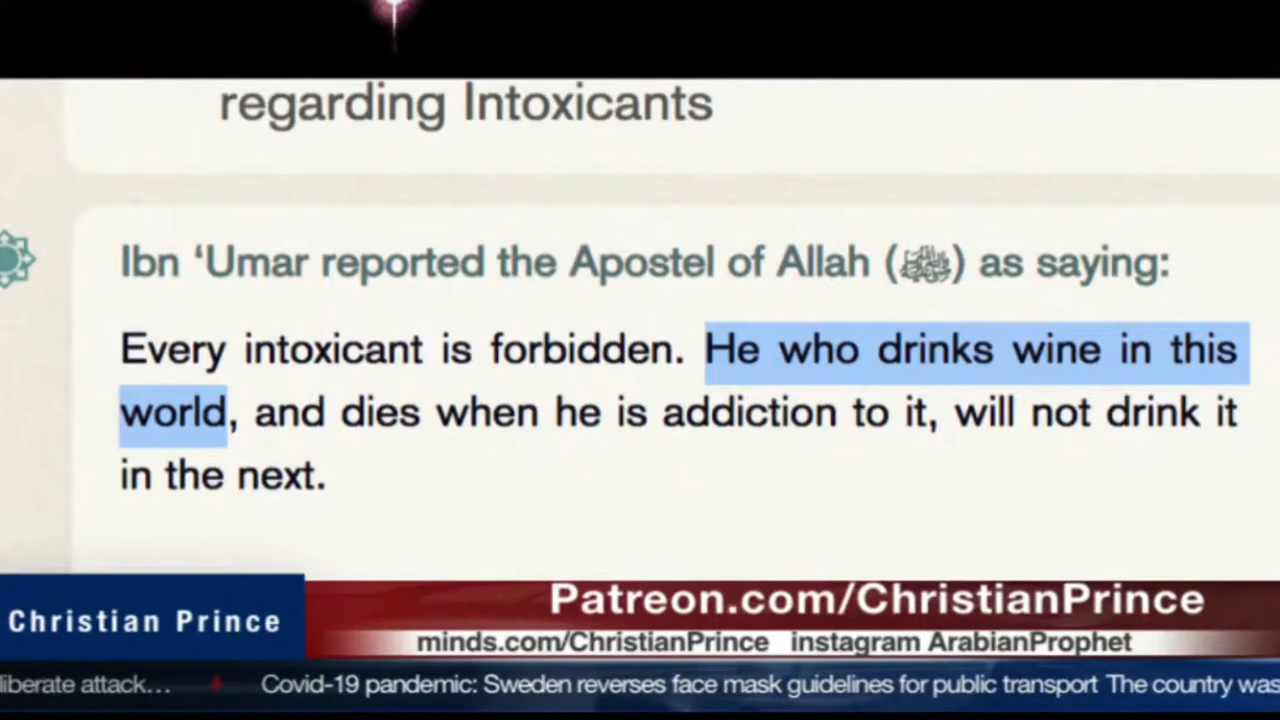 regarding Intoxicants
Ibn ‘Umar reported the Apostel of Allah (ﷺ) as saying:
Every intoxicant is forbidden. He who drinks wine in this
world, and dies when he is addiction to it, will not drink it
in the next.
Christian Prince
Patreon.com/ChristianPrince
minds.com/ChristianPrince instagram ArabianProphet
liberate attack... Covid-19 pandemic: Sweden reverses face mask guidelines for public transport The country was